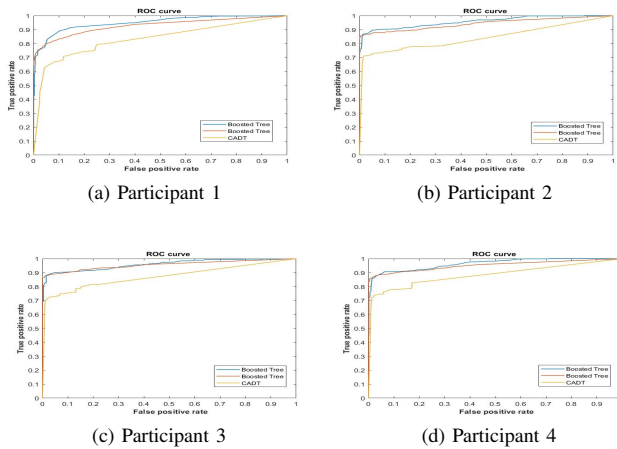 ROC curve
True positive rate
1
0.9
0.8
0.7
0.6
0.5
0.4
0.3
0.2
0.1
0
0 0.1 0.2 0.3 0.4 0.5 0.6 0.7 0.8 0.9 1
False positive rate
Boosted Tree
Boosted Tree
CADT
(a) Participant 1
ROC curve
True positive rate
1
0.9
0.8
0.7
0.6
0.5
0.4
0.3
0.2
0.1
0
0 0.1 0.2 0.3 0.4 0.5 0.6 0.7 0.8 0.9 1
False positive rate
Boosted Tree
Boosted Tree
CADT
(b) Participant 2
ROC curve
True positive rate
1
0.9
0.8
0.7
0.6
0.5
0.4
0.3
0.2
0.1
0
0 0.1 0.2 0.3 0.4 0.5 0.6 0.7 0.8 0.9 1
False positive rate
Boosted Tree
Boosted Tree
CADT
(c) Participant 3
ROC curve
True positive rate
1
0.9
0.8
0.7
0.6
0.5
0.4
0.3
0.2
0.1
0
0 0.1 0.2 0.3 0.4 0.5 0.6 0.7 0.8 0.9
False positive rate
Boosted Tree
Boosted Tree
CADT
(d) Participant 4